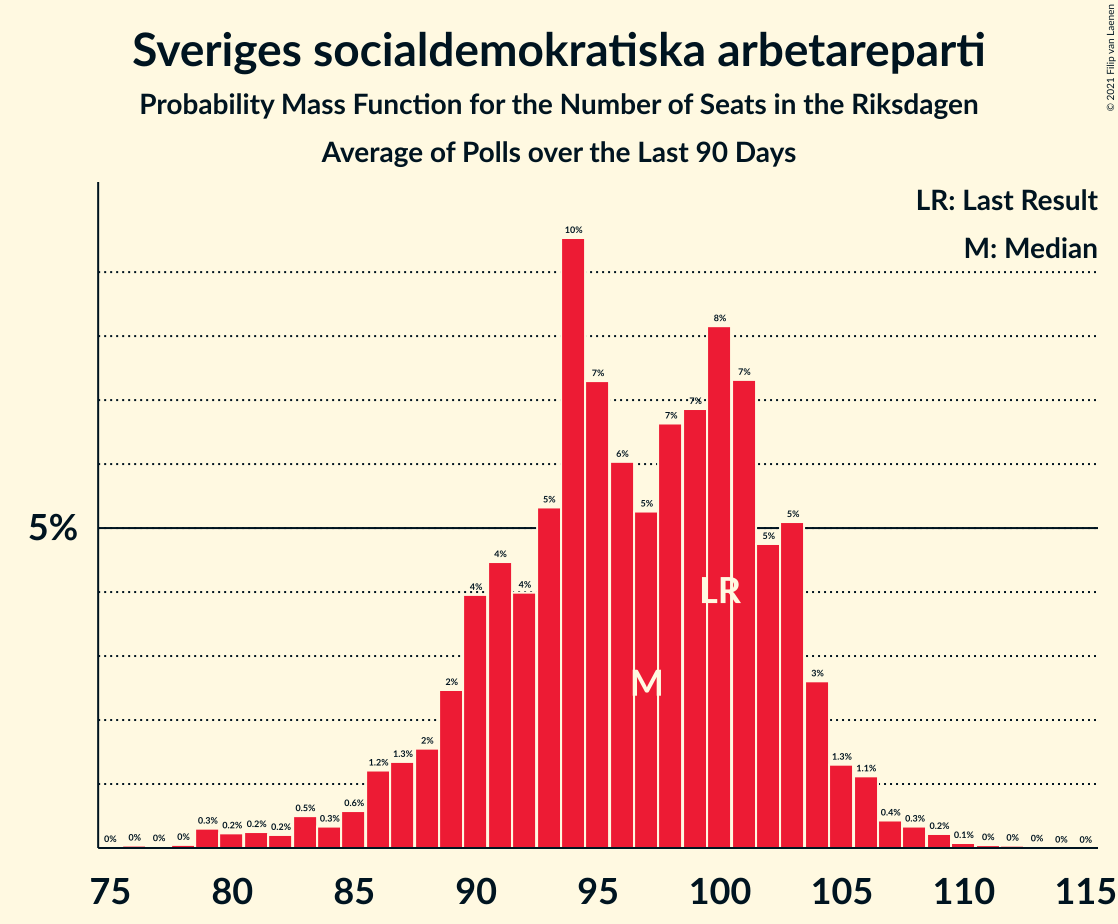 © 2021 Filip van Laenen
Sveriges socialdemokratiska arbetareparti
Probability Mass Function for the Number of Seats in the Riksdagen
Average of Polls over the Last 90 Days
LR: Last Result
M: Median
5%
0% 0% 0% 0% 0.3% 0.2% 0.2% 0.2% 0.5% 0.3% 0.6% 1.2% 1.3% 2% 2% 4% 4% 4% 5% 10% 7% 6% 5% 7% 7% 8% 7% 5% 5% 3% 1.3% 1.1% 0.4% 0.3% 0.2% 0.1% 0% 0% 0% 0% 0%
LR
M
75 80 85 90 95 100 105 110 115